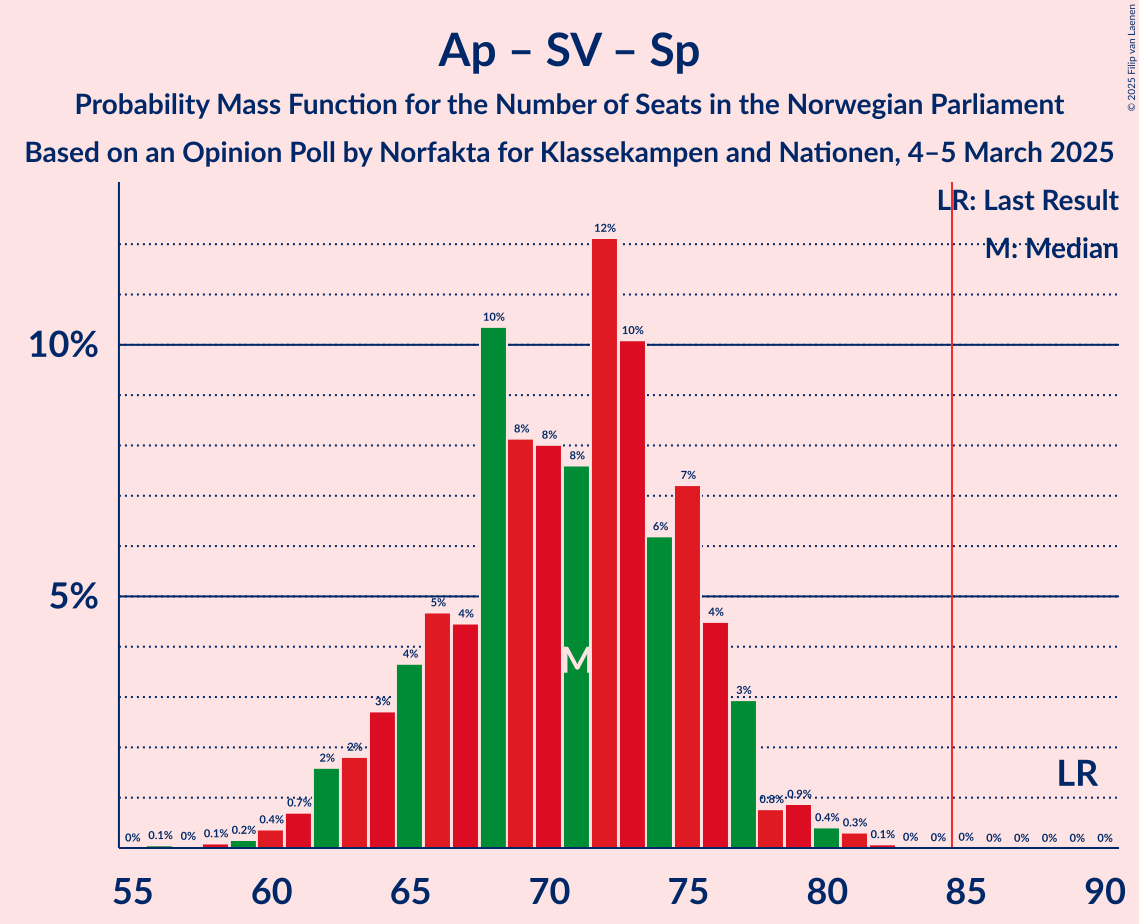 Ap – SV – Sp
Probability Mass Function for the Number of Seats in the Norwegian Parliament
Based on an Opinion Poll by Norfakta for Klassekampen and Nationen, 4–5 March 2025
© 2025 Filip van Laenen
LR: Last Result
M: Median
10%
5%
0% 0.1% 0% 0.1% 0.2% 0.4% 0.7% 2% 2% 3% 4% 5% 4% 10% 8% 8% 8% 12% 10% 6% 7% 4% 3% 0.8% 0.9% 0.4% 0.3% 0.1% 0% 0% 0% 0% 0% 0% 0% 0%
M
LR
55 60 65 70 75 80 85 90